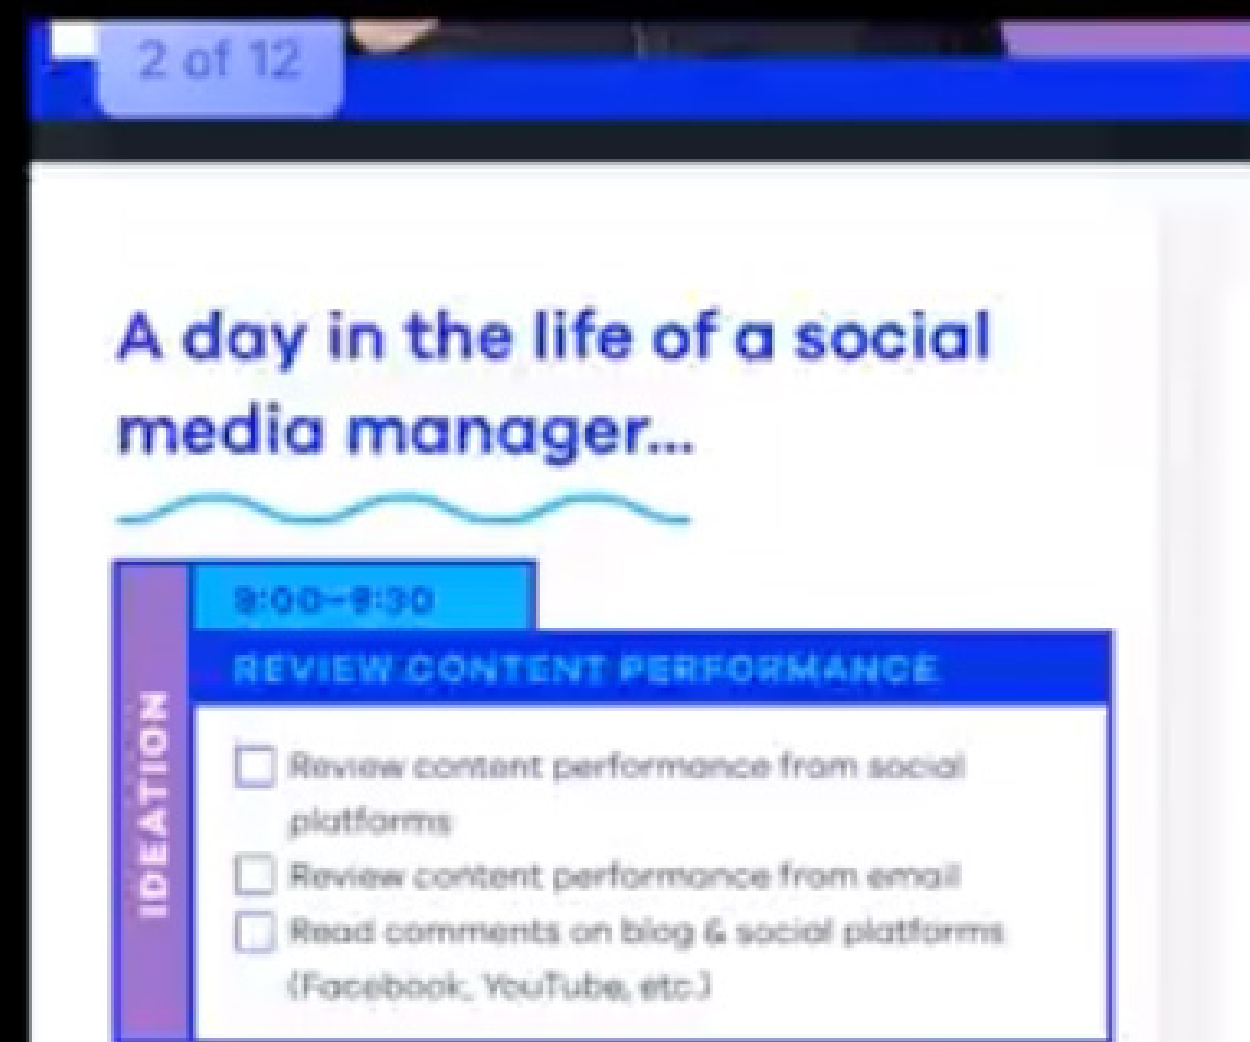 2 of 12
A day in the life of a social
media manager...
9:00–9:30
REVIEW CONTENT PERFORMANCE
IDEATION
Review content performance from social
platforms
Review content performance from email
Read comments on blog & social platforms
(Facebook, YouTube, etc.)